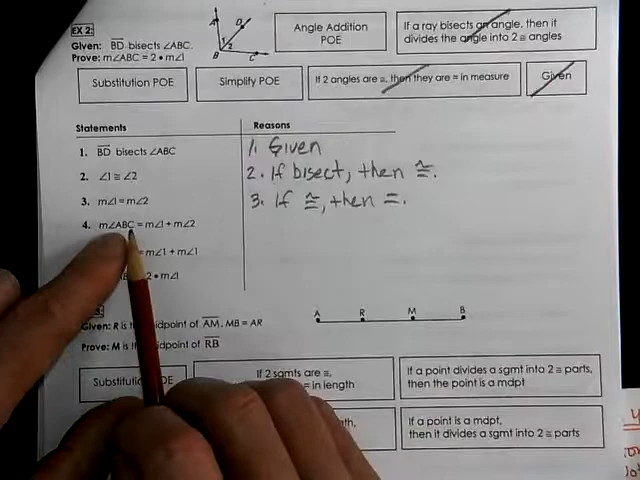 EX 2:
Given: BD bisects ∠ABC.
Prove: m∠ABC = 2 • m∠1
A
D
1
2
B
C
Angle Addition
POE
If a ray bisects an angle, then it
divides the angle into 2 ≅ angles
Substitution POE
Simplify POE
If 2 angles are ≅, then they are = in measure
Given
Statements
Reasons
1. BD bisects ∠ABC
1. Given
2. ∠1 ≅ ∠2
2. If bisect, then ≅.
3. m∠1 = m∠2
3. If ≅, then =.
4. m∠ABC = m∠1 + m∠2
= m∠1 + m∠1
2 • m∠1
Given: R is midpoint of AM, MB = AR
Prove: M is midpoint of RB
A R M B
If 2 sgmts are ≅,
= in length
If a point divides a sgmt into 2 ≅ parts,
then the point is a mdpt
If a point is a mdpt,
then it divides a sgmt into 2 ≅ parts